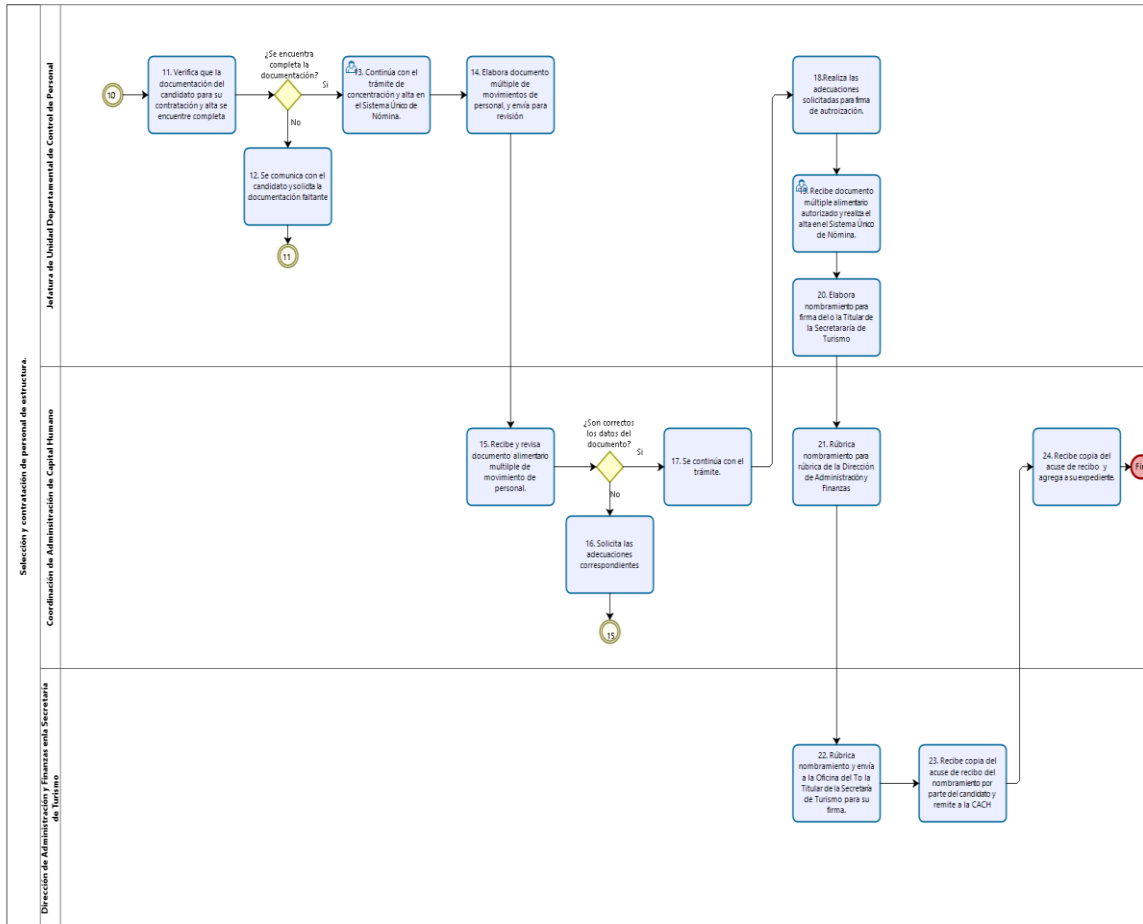 Selección y contratación de personal de estructura.
Jefatura de Unidad Departamental de Control de Personal
10
11. Verifica que la
documentación del
candidato para su
contratación y alta se
encuentre completa
¿Se encuentra
completa la
documentación?
Si
No
12. Se comunica con el
candidato y solicita la
documentación faltante
11
13. Continúa con el
trámite de
concentración y alta en
el Sistema Único de
Nómina.
14. Elabora documento
múltiple de
movimientos de
personal, y envía para
revisión
18.Realiza las
adecuaciones
solicitadas para firma
de autroización.
19. Recibe documento
múltiple alimentario
autorizado y realiza el
alta en el Sistema Único
de Nómina.
20. Elabora
nombramiento para
firma del o la Titular de
la Secretararía de
Turismo
Coordinación de Adminsitración de Capital Humano
15. Recibe y revisa
documento alimentario
multilple de
movimiento de
personal.
¿Son correctos
los datos del
documento?
Si
No
16. Solicita las
adecuaciones
correspondientes
15
17. Se continúa con el
trámite.
21. Rúbrica
nombramiento para
rúbrica de la Dirección
de Administración y
Finanzas
24. Recibe copia del
acuse de recibo y
agrega a su expediente.
Fin
Dirección de Administración y Finanzas enla Secretaría
de Turismo
22. Rúbrica
nombramiento y envía
a la Oficina del To la
Titular de la Secretaría
de Turismo para su
firma.
23. Recibe copia del
acuse de recibo del
nombramiento por
parte del candidato y
remite a la CACH